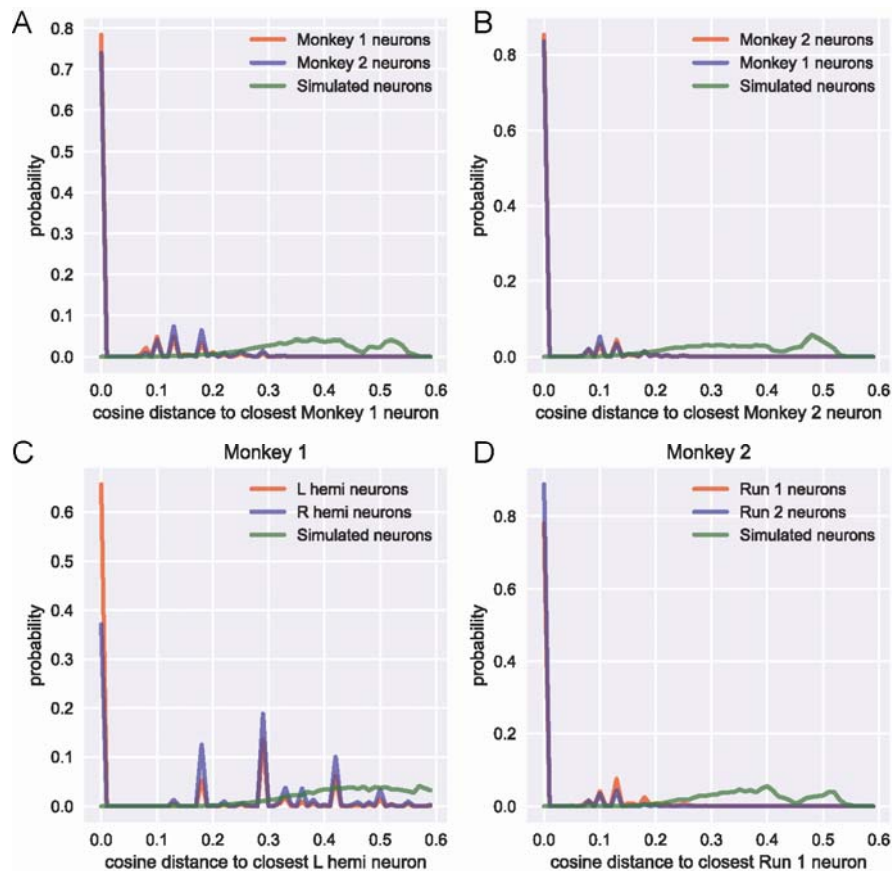 A
B
0.8
0.7
0.6
0.5
0.4
0.3
0.2
0.1
0.0
probability
Monkey 1 neurons
Monkey 2 neurons
Simulated neurons
0.0 0.1 0.2 0.3 0.4 0.5 0.6
cosine distance to closest Monkey 1 neuron
0.8
0.6
0.4
0.2
0.0
probability
Monkey 2 neurons
Monkey 1 neurons
Simulated neurons
0.0 0.1 0.2 0.3 0.4 0.5 0.6
cosine distance to closest Monkey 2 neuron
C
Monkey 1
0.6
0.5
0.4
0.3
0.2
0.1
0.0
probability
L hemi neurons
R hemi neurons
Simulated neurons
0.0 0.1 0.2 0.3 0.4 0.5 0.6
cosine distance to closest L hemi neuron
D
Monkey 2
0.8
0.6
0.4
0.2
0.0
probability
Run 1 neurons
Run 2 neurons
Simulated neurons
0.0 0.1 0.2 0.3 0.4 0.5 0.6
cosine distance to closest Run 1 neuron